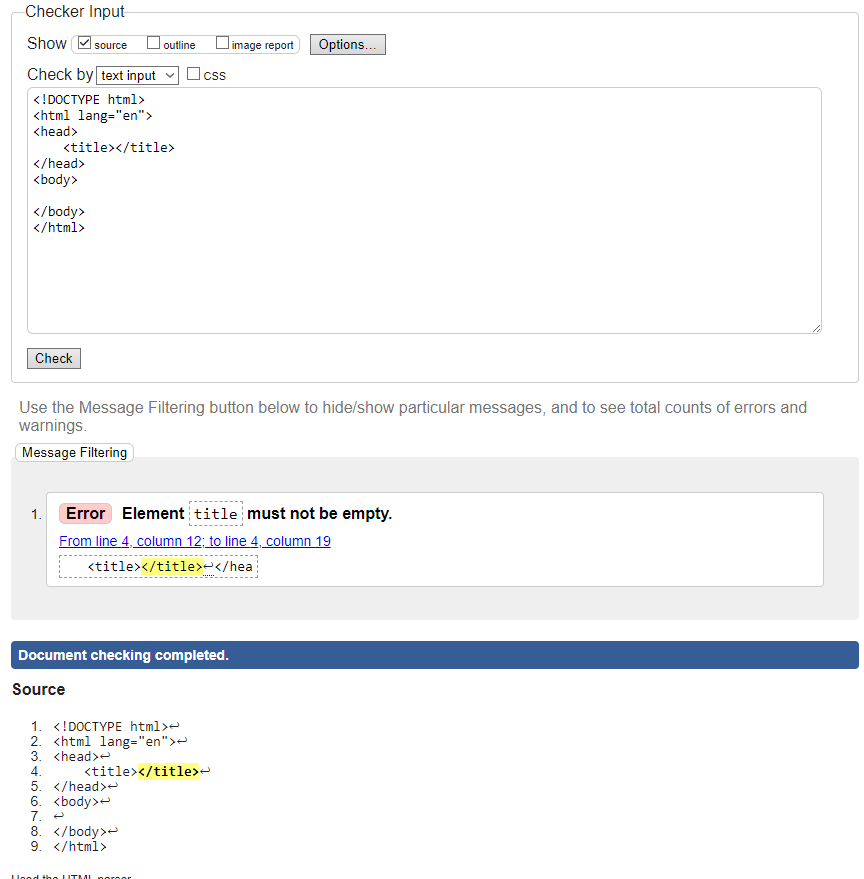 Checker Input
Show source outline image report Options...
Check by text input css
<!DOCTYPE html>
<html lang="en">
<head>
    <title></title>
</head>
<body>
</body>
</html>
Check
Use the Message Filtering button below to hide/show particular messages, and to see total counts of errors and
warnings.
Message Filtering
1. Error Element title must not be empty.
From line 4, column 12; to line 4, column 19
<title></title>↩</hea
Document checking completed.
Source
1. <!DOCTYPE html>↩
2. <html lang="en">↩
3. <head>↩
4.     <title></title>↩
5. </head>↩
6. <body>↩
7. ↩
8. </body>↩
9. </html>
Used the HTML parser.